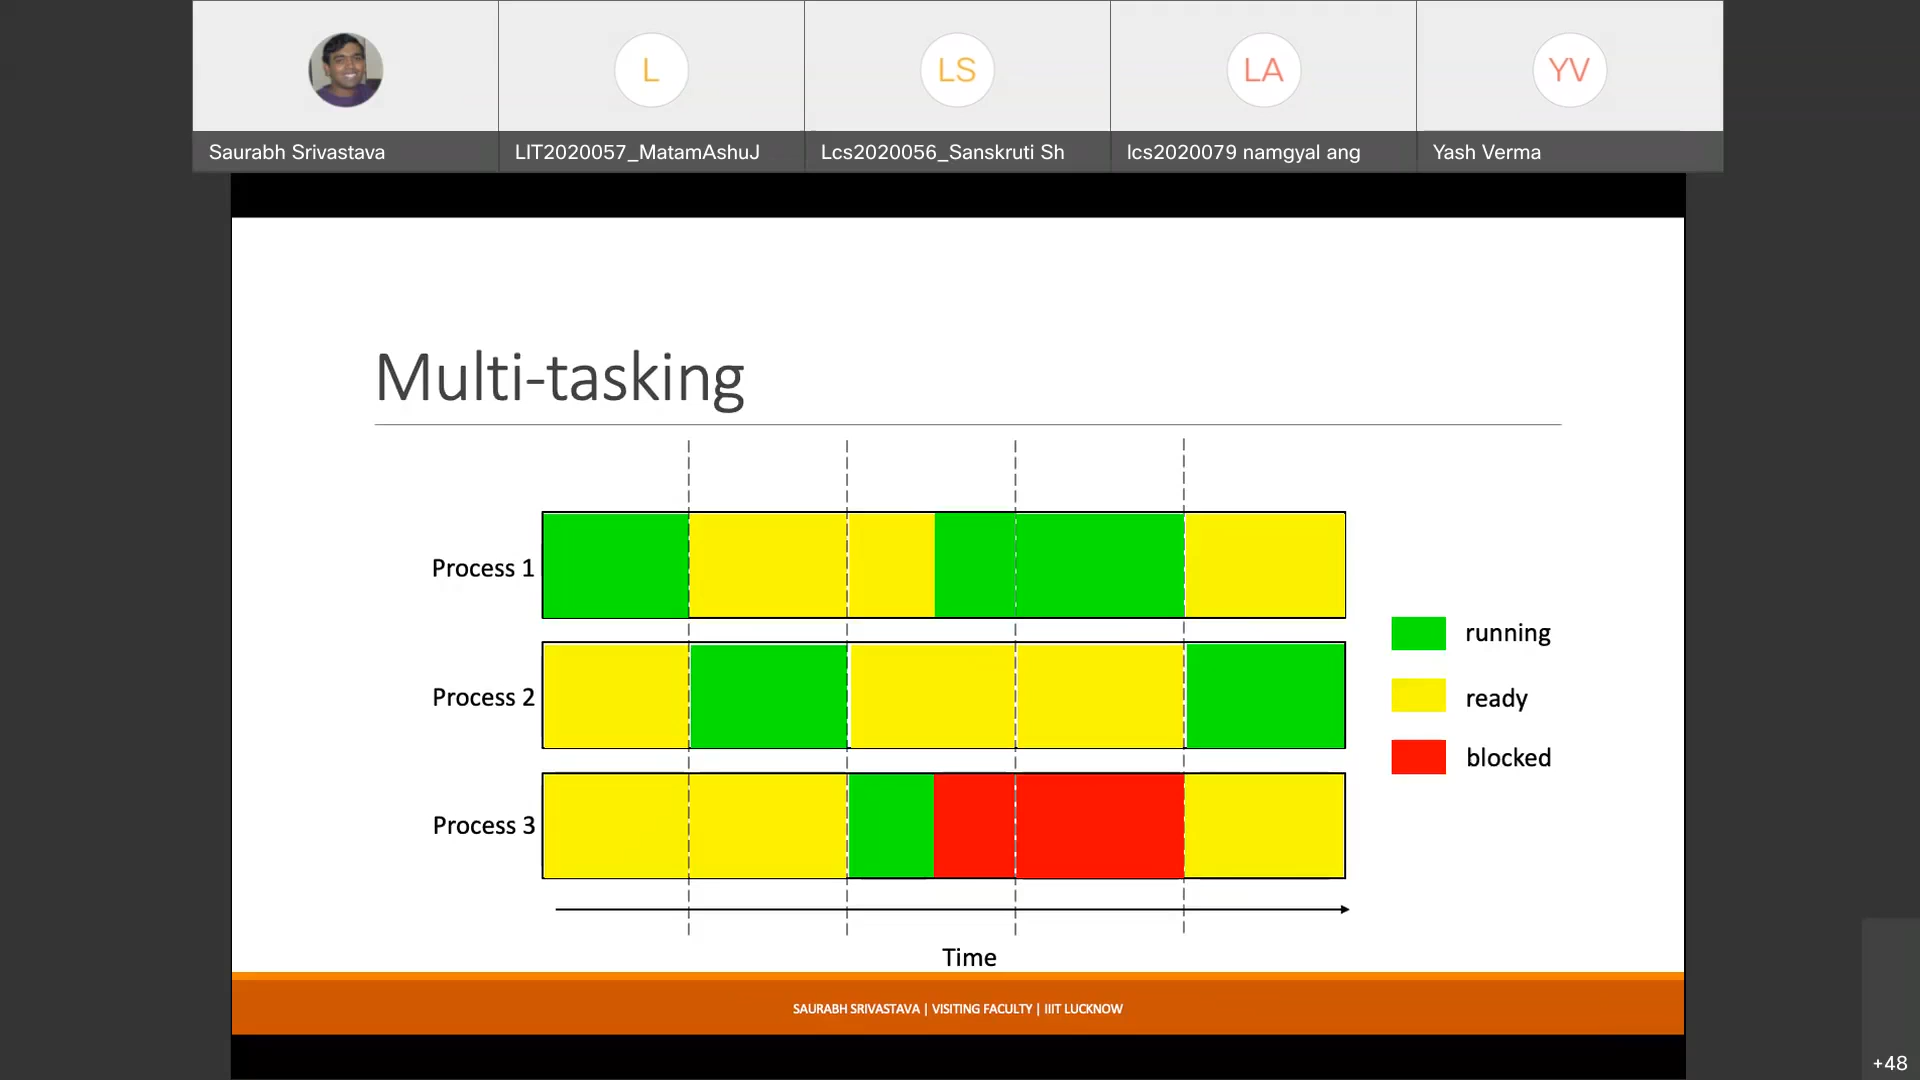 L
LS
LA
YV
Saurabh Srivastava
LIT2020057_MatamAshuJ
Lcs2020056_Sanskruti Sh
lcs2020079 namgyal ang
Yash Verma
Multi-tasking
Process 1
running
Process 2
ready
blocked
Process 3
Time
SAURABH SRIVASTAVA | VISITING FACULTY | IIIT LUCKNOW
+48